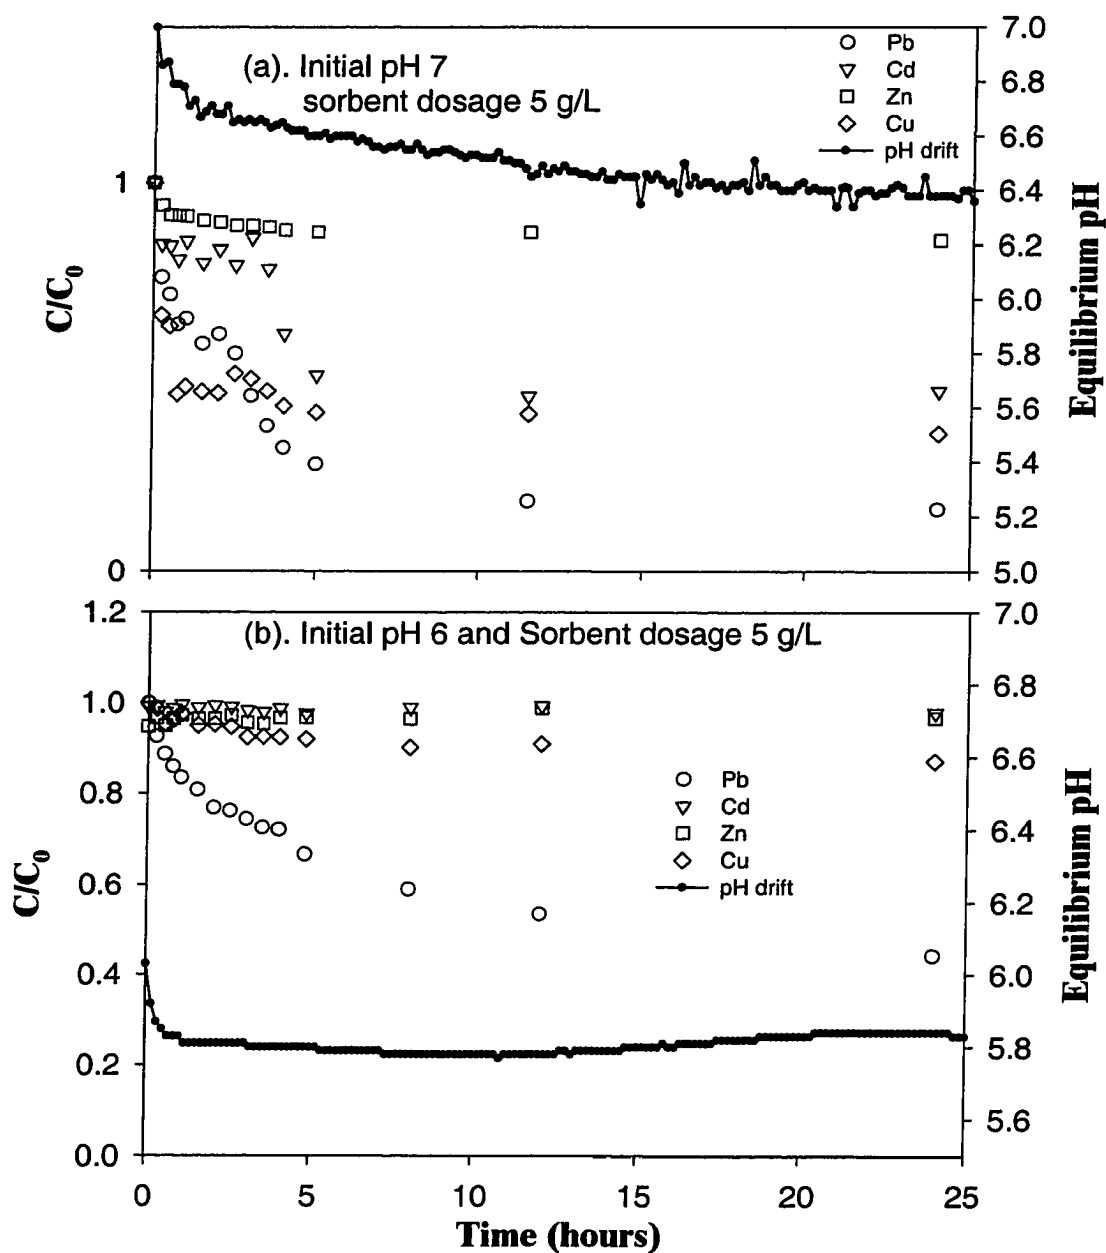 (a). Initial pH 7
sorbent dosage 5 g/L
Pb
Cd
Zn
Cu
pH drift
1
0
C/C0
7.0
6.8
6.6
6.4
6.2
6.0
5.8
5.6
5.4
5.2
5.0
Equilibrium pH
(b). Initial pH 6 and Sorbent dosage 5 g/L
Pb
Cd
Zn
Cu
pH drift
1.2
1.0
0.8
0.6
0.4
0.2
0.0
C/C0
7.0
6.8
6.6
6.4
6.2
6.0
5.8
5.6
Equilibrium pH
0
5
10
15
20
25
Time (hours)